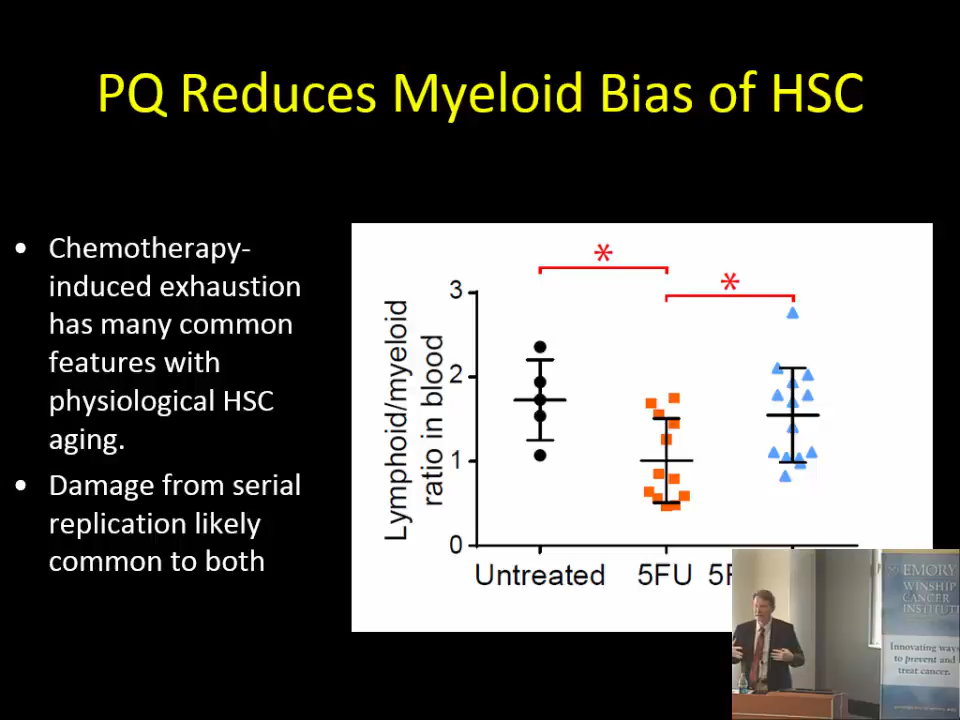 PQ Reduces Myeloid Bias of HSC
• Chemotherapy-
induced exhaustion
has many common
features with
physiological HSC
aging.
• Damage from serial
replication likely
common to both
*
*
Lymphoid/myeloid
ratio in blood
3
2
1
0
Untreated
5FU
EMORY
WINSHIP
CANCER
INSTITUTE
Innovating ways
to prevent and
treat cancer.